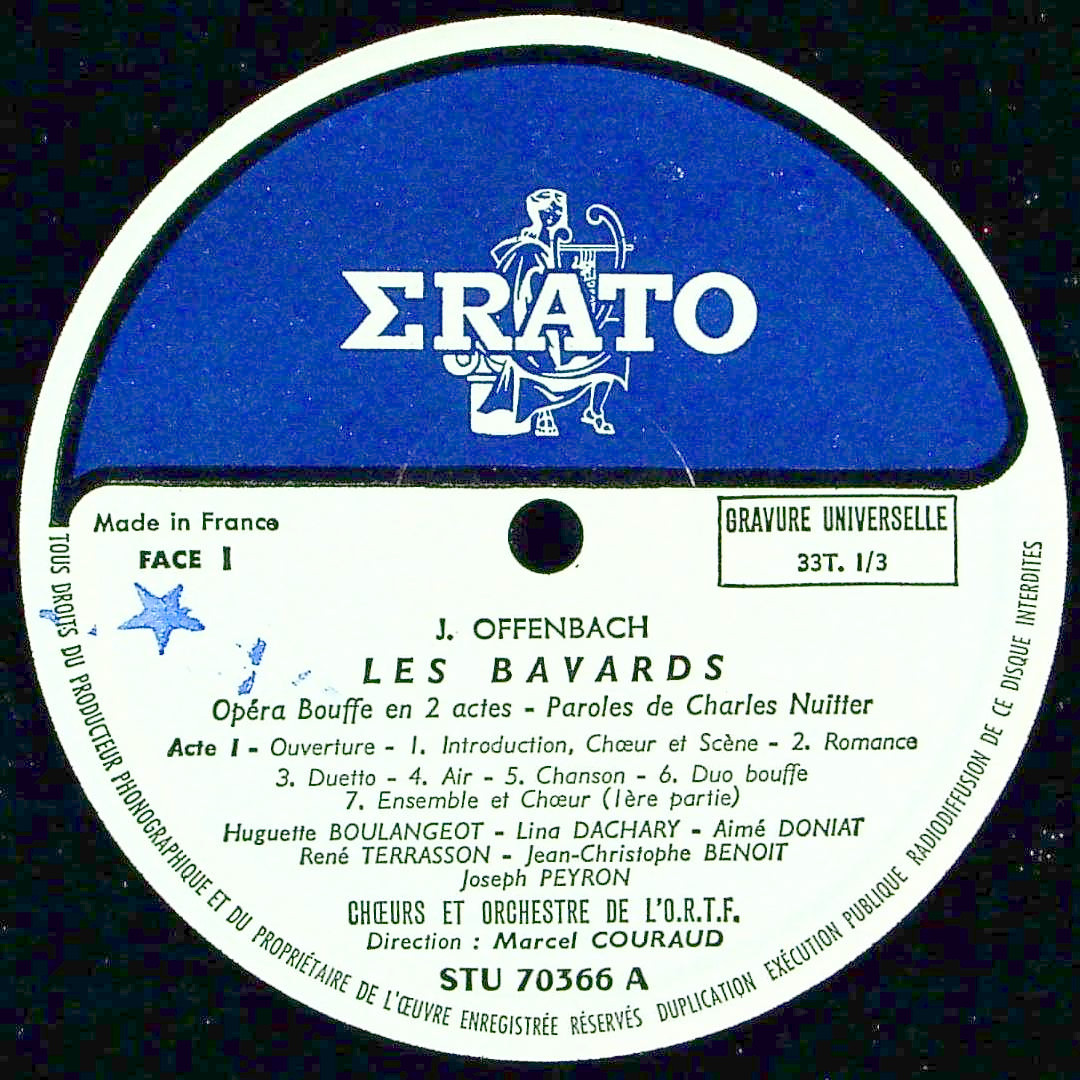 ΣRATO
Made in France
FACE I
GRAVURE UNIVERSELLE
33T. 1/3
J. OFFENBACH
LES BAVARDS
Opéra Bouffe en 2 actes - Paroles de Charles Nuitter
Acte I - Ouverture - 1. Introduction, Chœur et Scène - 2. Romance
3. Duetto - 4. Air - 5. Chanson - 6. Duo bouffe
7. Ensemble et Chœur (1ère partie)
Huguette BOULANGEOT - Lina DACHARY - Aimé DONIAT
René TERRASSON - Jean-Christophe BENOIT
Joseph PEYRON
CHŒURS ET ORCHESTRE DE L'O.R.T.F.
Direction : Marcel COURAUD
STU 70366 A
TOUS DROITS DU PRODUCTEUR PHONOGRAPHIQUE ET DU PROPRIÉTAIRE DE L'ŒUVRE ENREGISTRÉE RÉSERVÉS DUPLICATION EXÉCUTION PUBLIQUE RADIODIFFUSION DE CE DISQUE INTERDITES